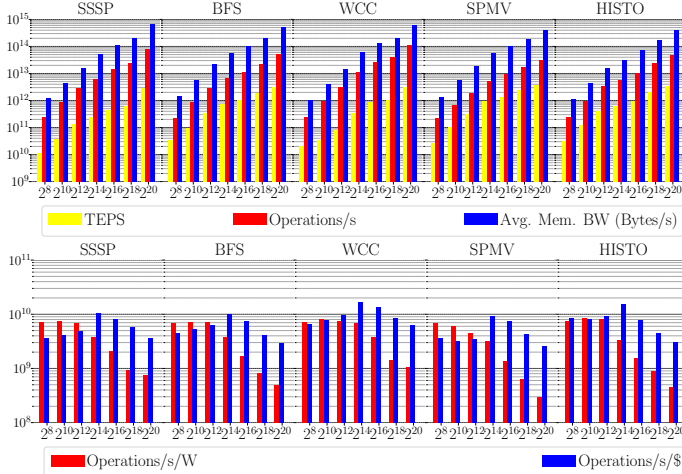 SSSP BFS WCC SPMV HISTO
10^15
10^14
10^13
10^12
10^11
10^10
10^9
2^8 2^10 2^12 2^14 2^16 2^18 2^20 2^8 2^10 2^12 2^14 2^16 2^18 2^20 2^8 2^10 2^12 2^14 2^16 2^18 2^20 2^8 2^10 2^12 2^14 2^16 2^18 2^20 2^8 2^10 2^12 2^14 2^16 2^18 2^20
TEPS Operations/s Avg. Mem. BW (Bytes/s)
SSSP BFS WCC SPMV HISTO
10^11
10^10
10^9
10^8
2^8 2^10 2^12 2^14 2^16 2^18 2^20 2^8 2^10 2^12 2^14 2^16 2^18 2^20 2^8 2^10 2^12 2^14 2^16 2^18 2^20 2^8 2^10 2^12 2^14 2^16 2^18 2^20 2^8 2^10 2^12 2^14 2^16 2^18 2^20
Operations/s/W Operations/s/$